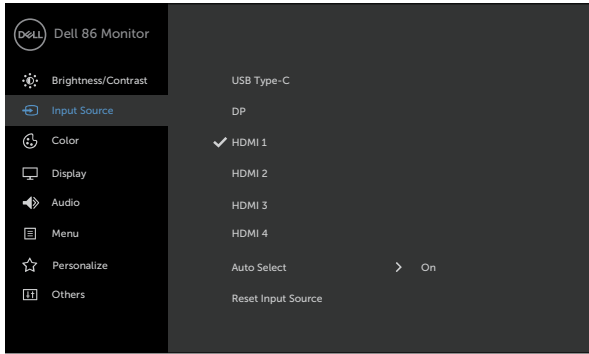 DELL Dell 86 Monitor
Brightness/Contrast
Input Source
Color
Display
Audio
Menu
Personalize
Others
USB Type-C
DP
HDMI 1
HDMI 2
HDMI 3
HDMI 4
Auto Select > On
Reset Input Source